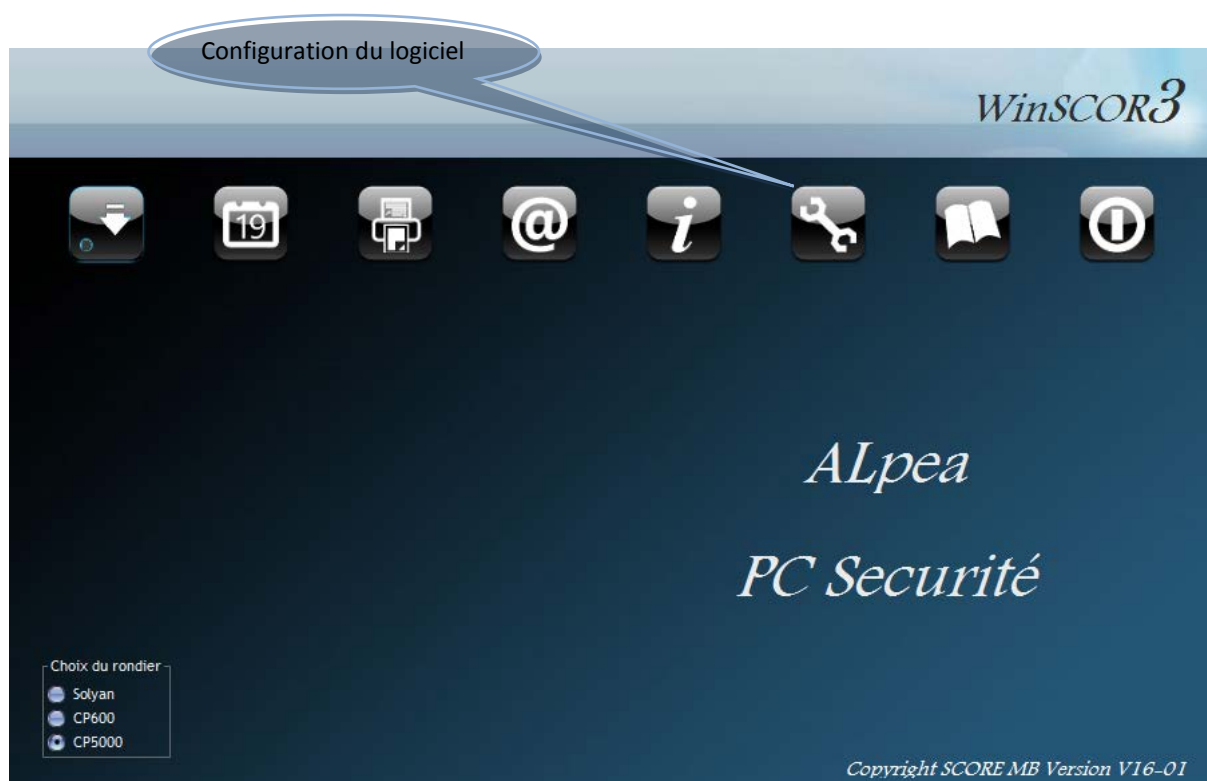 Configuration du logiciel
WinSCOR3
19
@
i
ALpea
PC Securité
Choix du rondier
Solyan
CP600
CP5000
Copyright SCORE MB Version V16-01